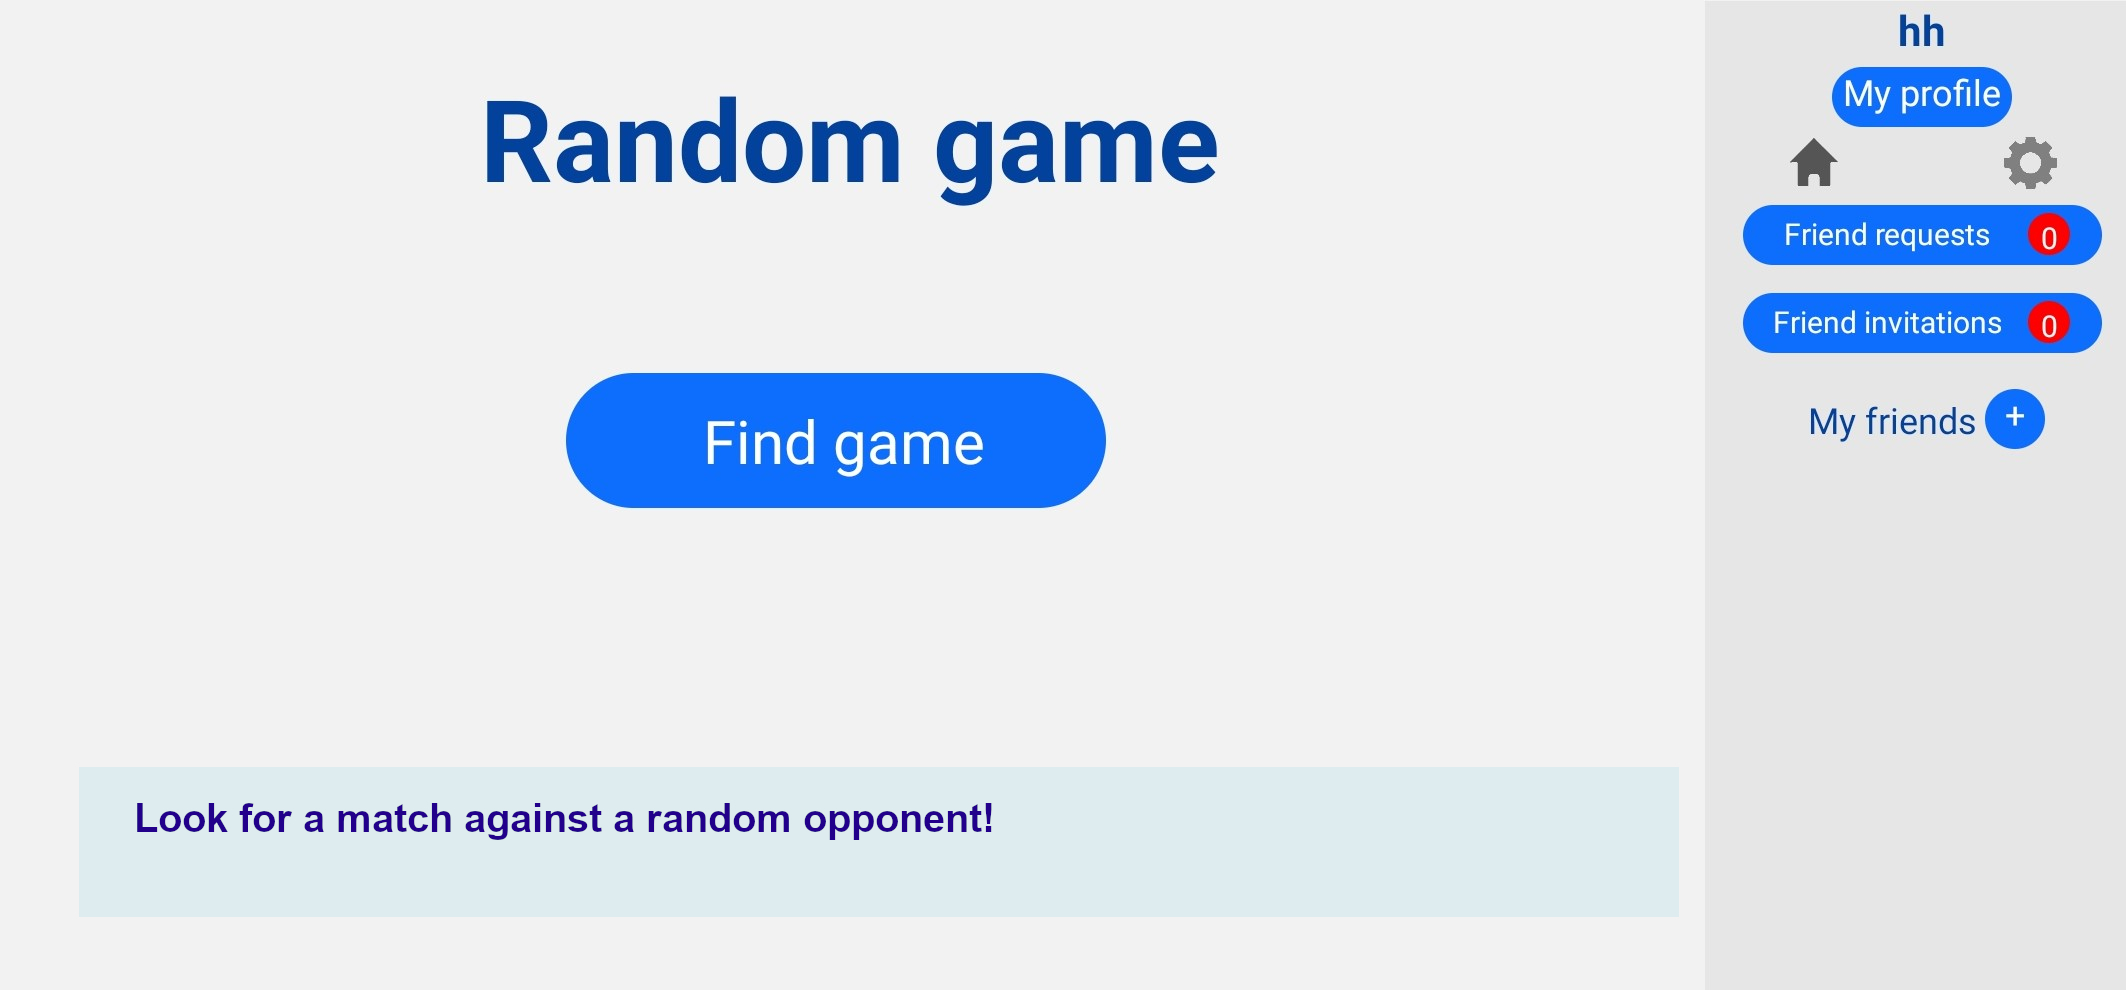 Random game
Find game
Look for a match against a random opponent!
hh
My profile
Friend requests 0
Friend invitations 0
My friends +